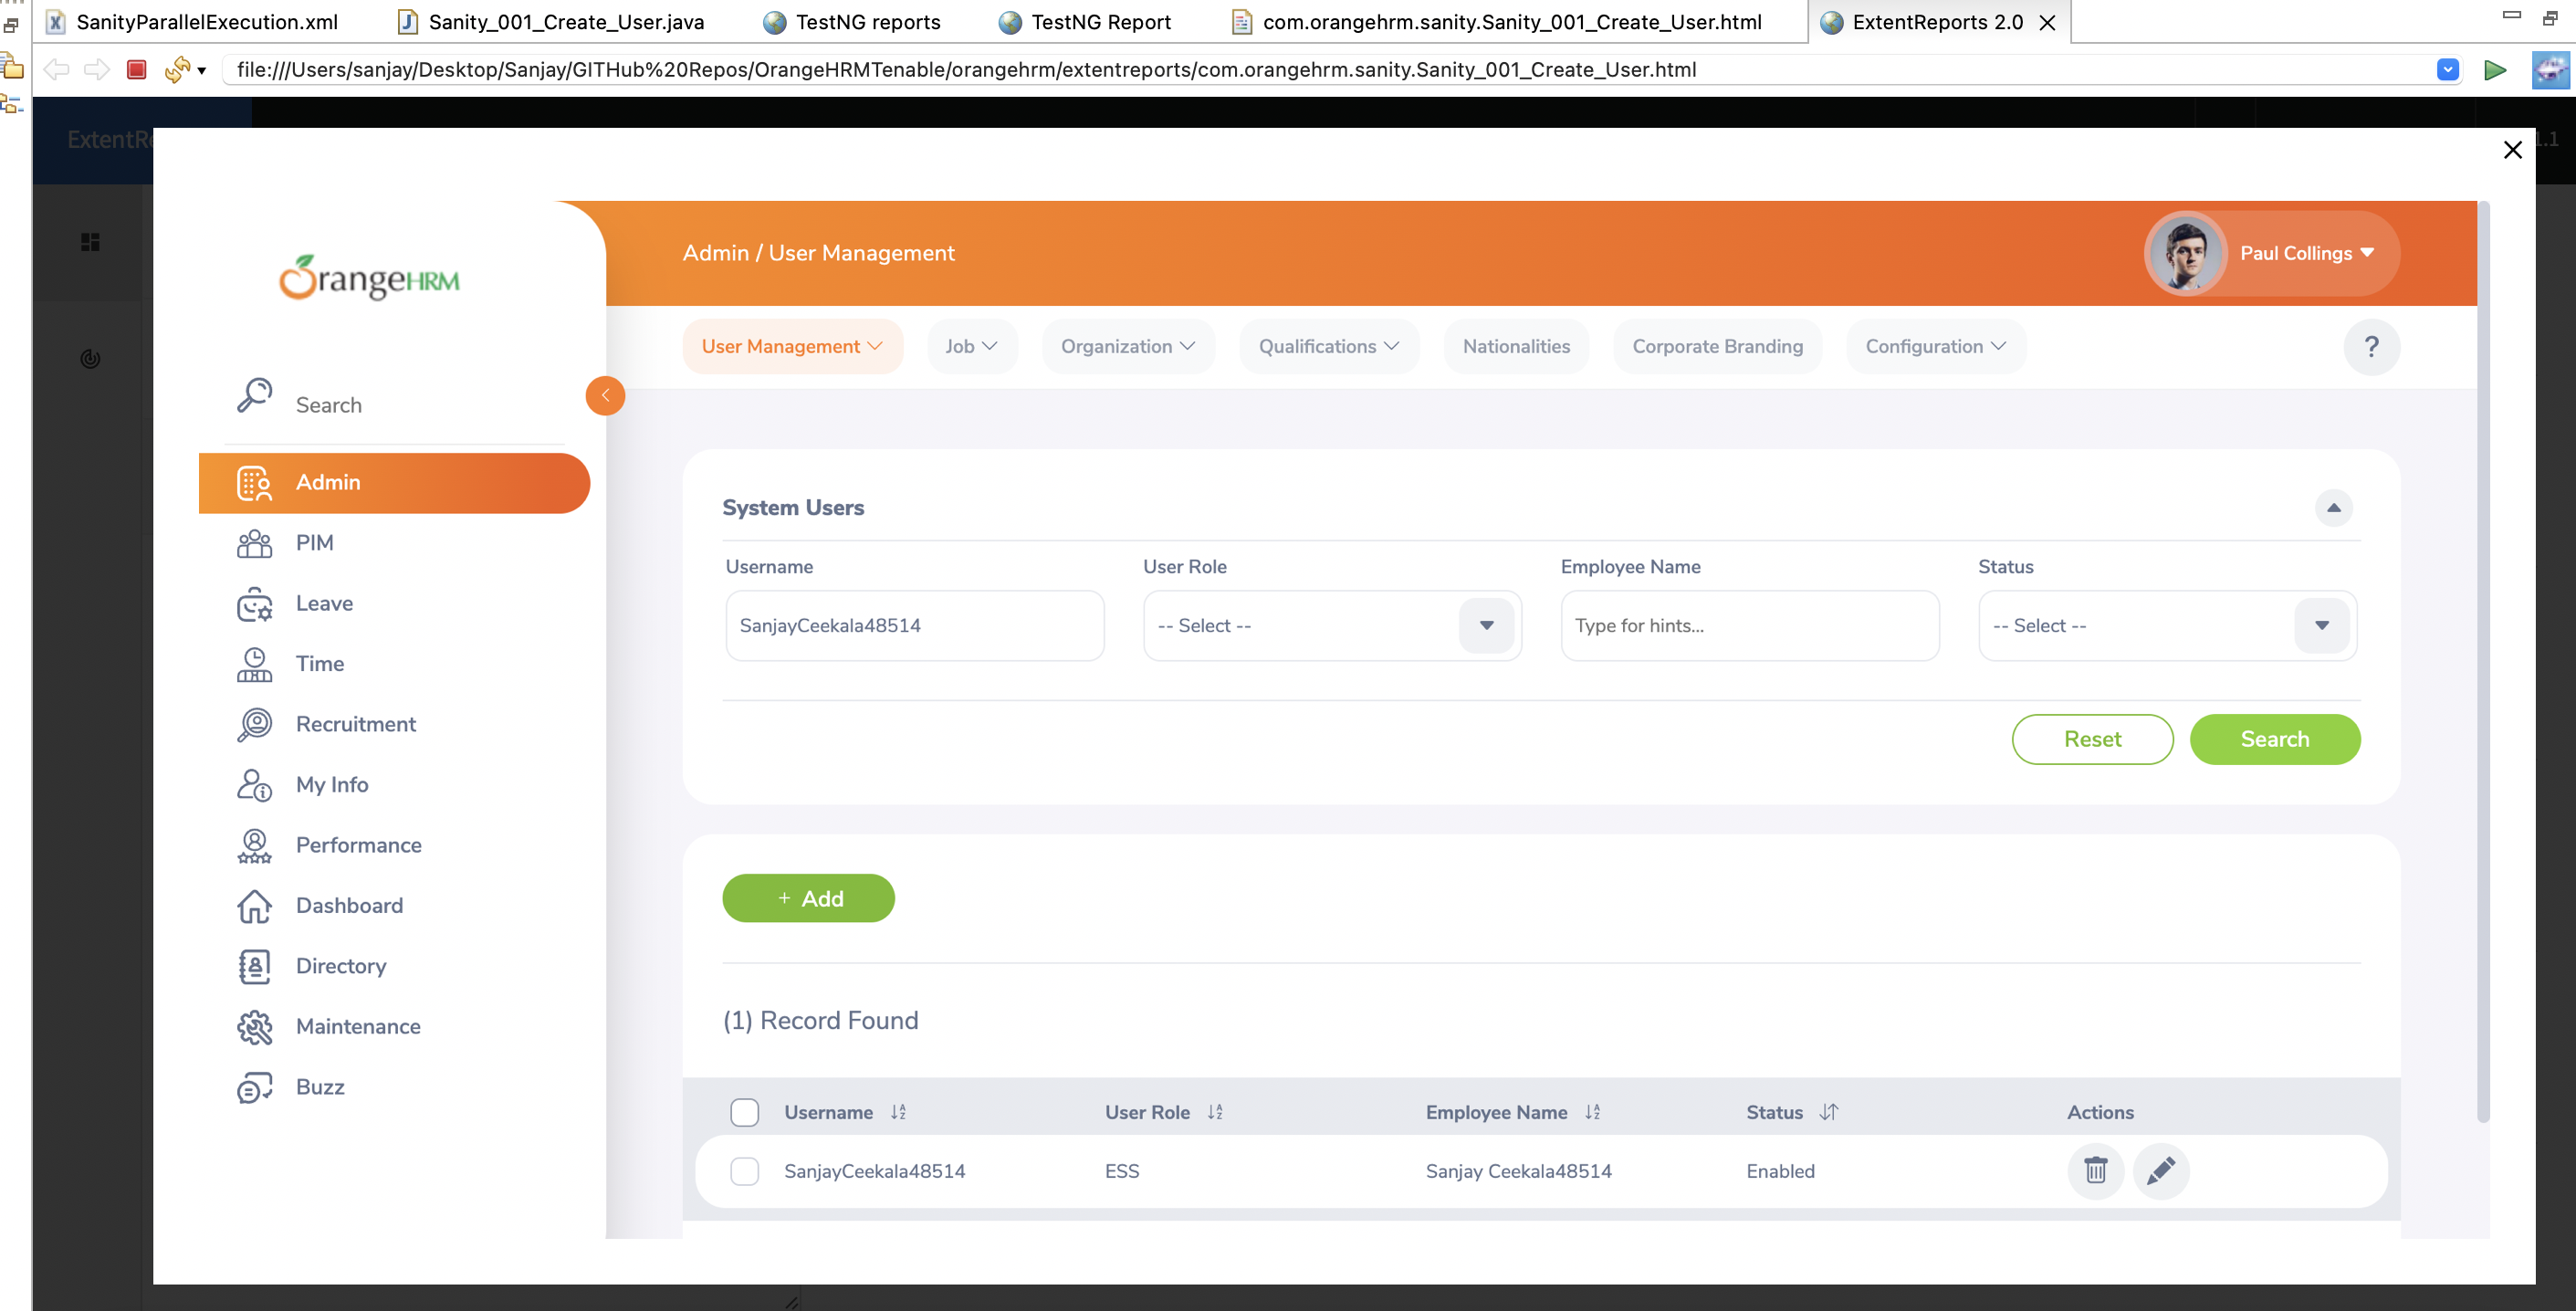 SanityParallelExecution.xml
Sanity_001_Create_User.java
TestNG reports
TestNG Report
com.orangehrm.sanity.Sanity_001_Create_User.html
ExtentReports 2.0
file:///Users/sanjay/Desktop/Sanjay/GITHub%20Repos/OrangeHRMTenable/orangehrm/extentreports/com.orangehrm.sanity.Sanity_001_Create_User.html
ExtentRe
.1
OrangeHRM
Admin / User Management
Paul Collings
User Management
Job
Organization
Qualifications
Nationalities
Corporate Branding
Configuration
?
Search
Admin
PIM
Leave
Time
Recruitment
My Info
Performance
Dashboard
Directory
Maintenance
Buzz
System Users
Username
User Role
Employee Name
Status
SanjayCeekala48514
-- Select --
Type for hints...
-- Select --
Reset
Search
+ Add
(1) Record Found
Username
User Role
Employee Name
Status
Actions
SanjayCeekala48514
ESS
Sanjay Ceekala48514
Enabled